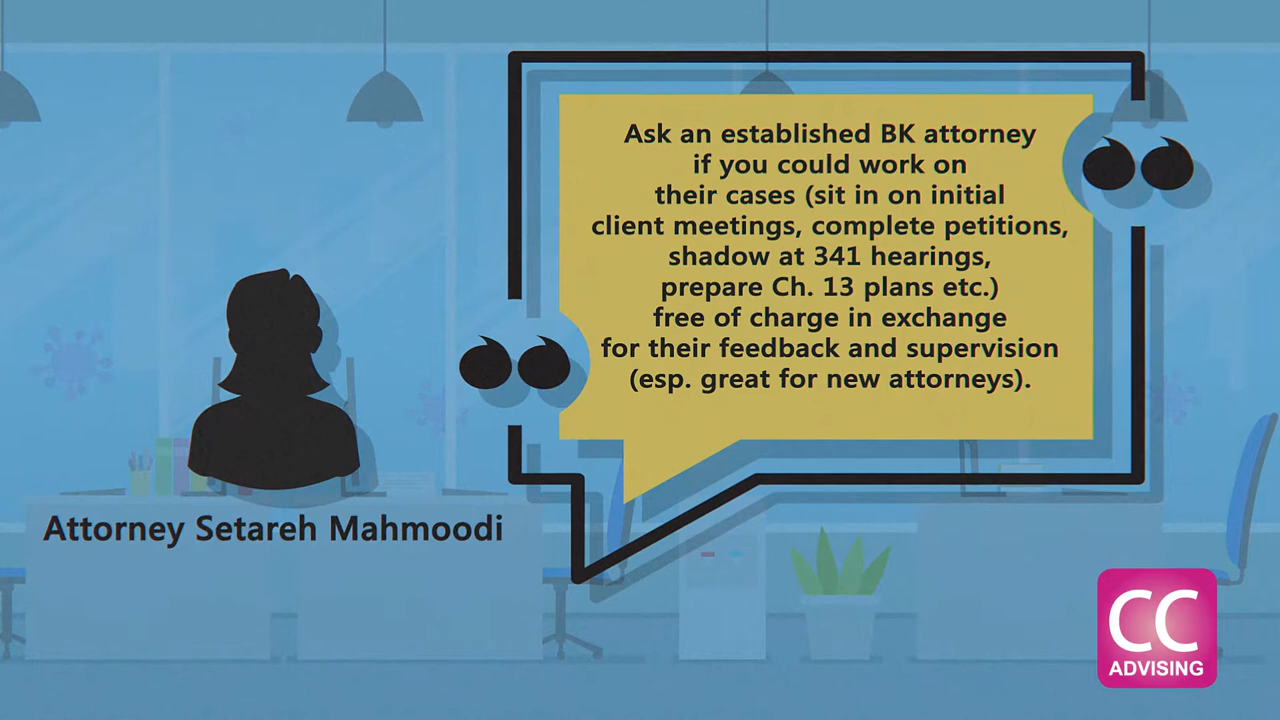 Ask an established BK attorney
if you could work on
their cases (sit in on initial
client meetings, complete petitions,
shadow at 341 hearings,
prepare Ch. 13 plans etc.)
free of charge in exchange
for their feedback and supervision
(esp. great for new attorneys).
Attorney Setareh Mahmoodi
CC
ADVISING